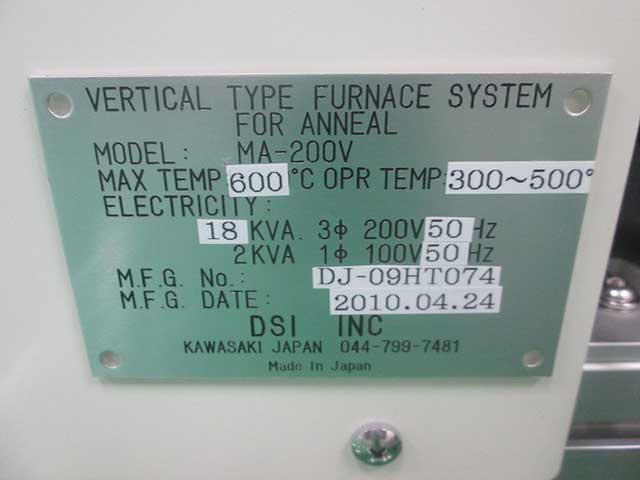 VERTICAL TYPE FURNACE SYSTEM
FOR ANNEAL
MODEL: MA-200V
MAX TEMP:600°C OPR TEMP:300~500°
ELECTRICITY:
18 KVA. 3φ 200V 50 Hz
2 KVA 1φ 100V 50 Hz
M.F.G. No.: DJ-09HT074
M.F.G. DATE: 2010.04.24
DSI INC
KAWASAKI JAPAN 044-799-7481
Made In Japan